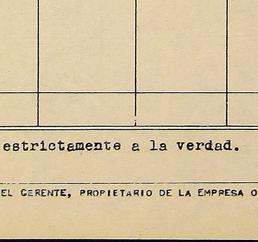 estrictamente a la verdad.
EL GERENTE, PROPIETARIO DE LA EMPRESA O